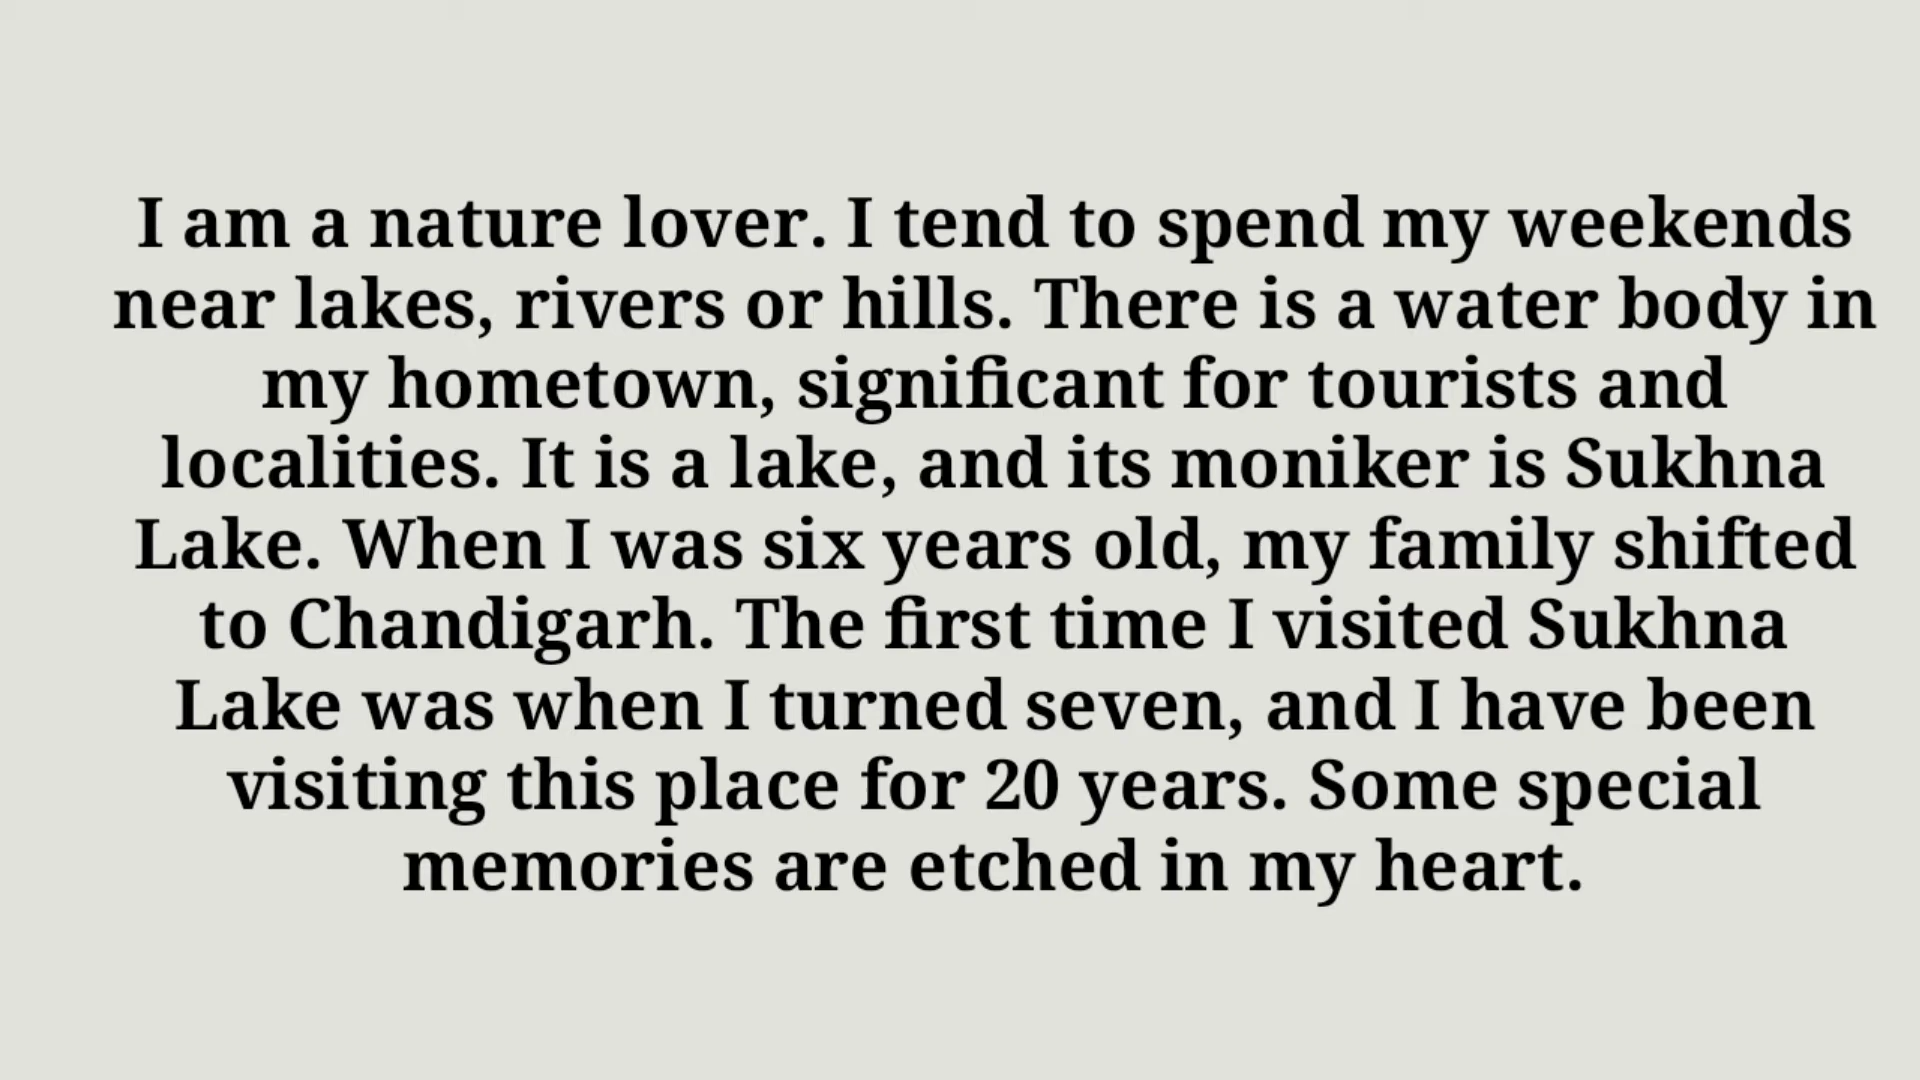 I am a nature lover. I tend to spend my weekends
near lakes, rivers or hills. There is a water body in
my hometown, significant for tourists and
localities. It is a lake, and its moniker is Sukhna
Lake. When I was six years old, my family shifted
to Chandigarh. The first time I visited Sukhna
Lake was when I turned seven, and I have been
visiting this place for 20 years. Some special
memories are etched in my heart.